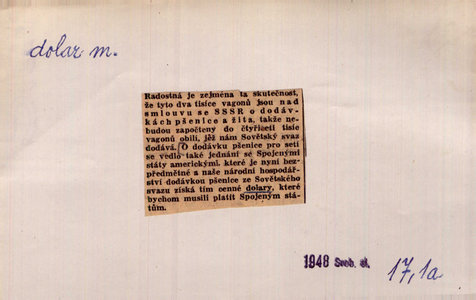 dolar m.
Radostná je zejména ta skutečnost,
že tyto dva tisíce vagonů jsou nad
smlouvu se SSSR o dodáv-
kách pšenice a žita, takže ne-
budou započteny do čtyřiceti tisíc
vagonů obilí, jež nám Sovětský svaz
dodává. O dodávku pšenice pro setí
se vedlo také jednání se Spojenými
státy americkými, které je nyní bez-
předmětné a naše národní hospodář-
ství dodávkou pšenice ze Sovětského
svazu získá tím cenné dolary, které
bychom musili platit Spojeným stá-
tům.
1948 Svob. sl. 17, 1a